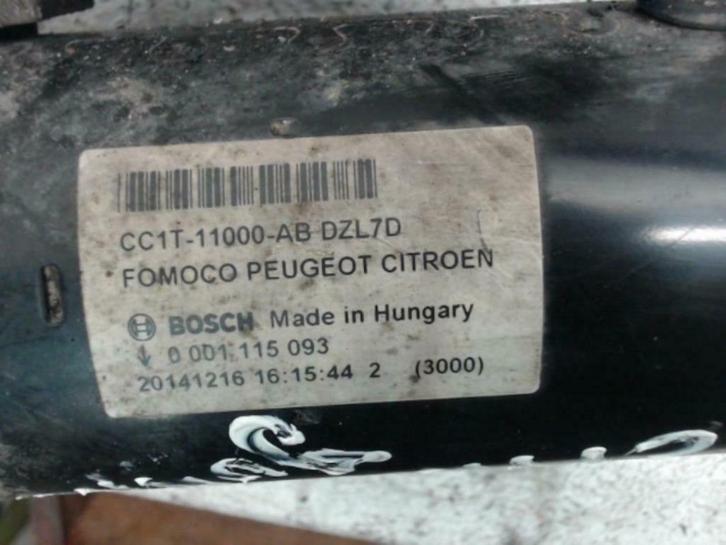 CC1T-11000-AB DZL7D
FOMOCO PEUGEOT CITROEN
BOSCH Made in Hungary
0 001 115 093
20141216 16:15:44 2 (3000)